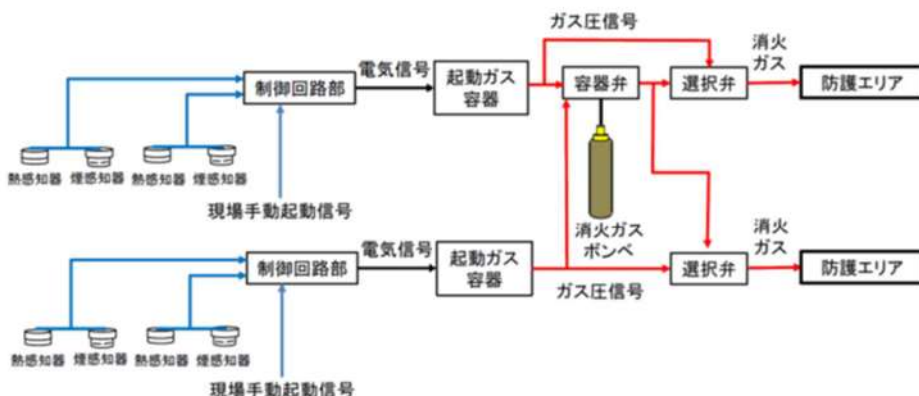 ガス圧信号
消火
ガス
電気信号
制御回路部
起動ガス
容器
容器弁
選択弁
防護エリア
熱感知器
煙感知器
熱感知器
煙感知器
現場手動起動信号
消火ガス
ボンベ
電気信号
制御回路部
起動ガス
容器
ガス圧信号
選択弁
消火
ガス
防護エリア
熱感知器
煙感知器
熱感知器
煙感知器
現場手動起動信号